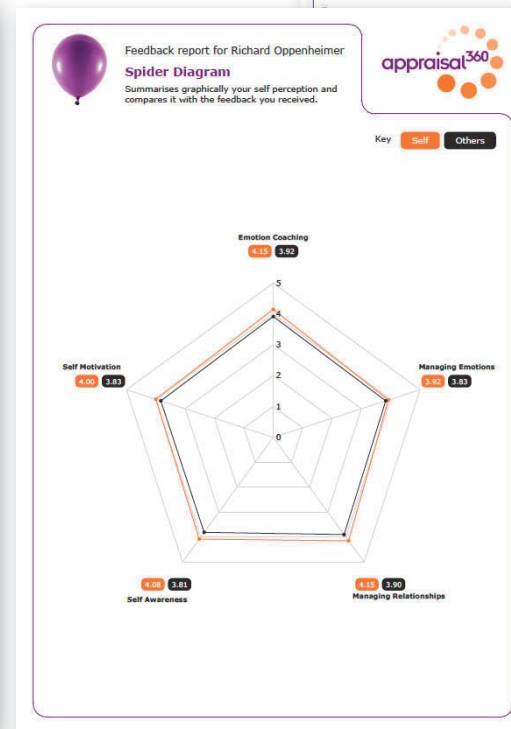 Feedback report for Richard Oppenheimer
Spider Diagram
Summarises graphically your self perception and
compares it with the feedback you received.
appraisal360
Key Self Others
Emotion Coaching
4.15 3.92
5
4
3
2
1
0
Self Motivation
4.00 3.83
Managing Emotions
3.92 3.83
4.08 3.81
Self Awareness
4.15 3.90
Managing Relationships